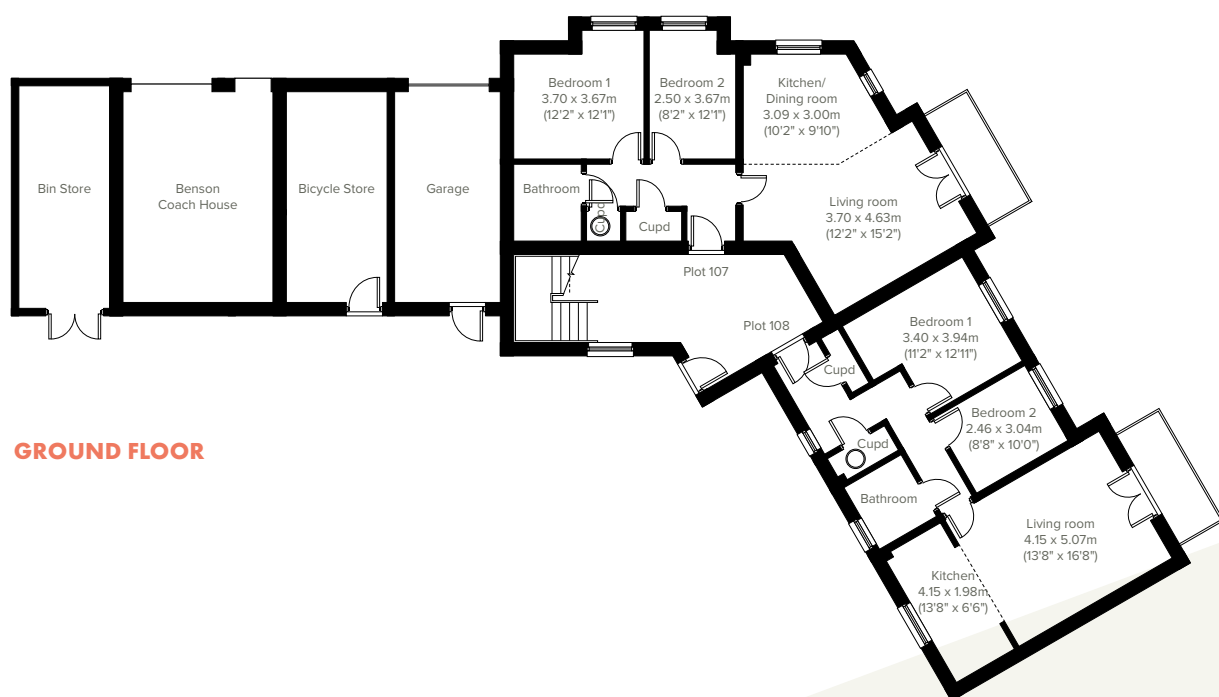 Bedroom 1
3.70 x 3.67m
(12'2" x 12'1")
Bedroom 2
2.50 x 3.67m
(8'2" x 12'1")
Kitchen/
Dining room
3.09 x 3.00m
(10'2" x 9'10")
Bin Store
Benson
Coach House
Bicycle Store
Garage
Bathroom
Cupd
Cupd
Living room
3.70 x 4.63m
(12'2" x 15'2")
Plot 107
Plot 108
Bedroom 1
3.40 x 3.94m
(11'2" x 12'11")
Cupd
Bedroom 2
2.46 x 3.04m
(8'8" x 10'0")
Cupd
Bathroom
Living room
4.15 x 5.07m
(13'8" x 16'8")
Kitchen
4.15 x 1.98m
(13'8" x 6'6")
GROUND FLOOR